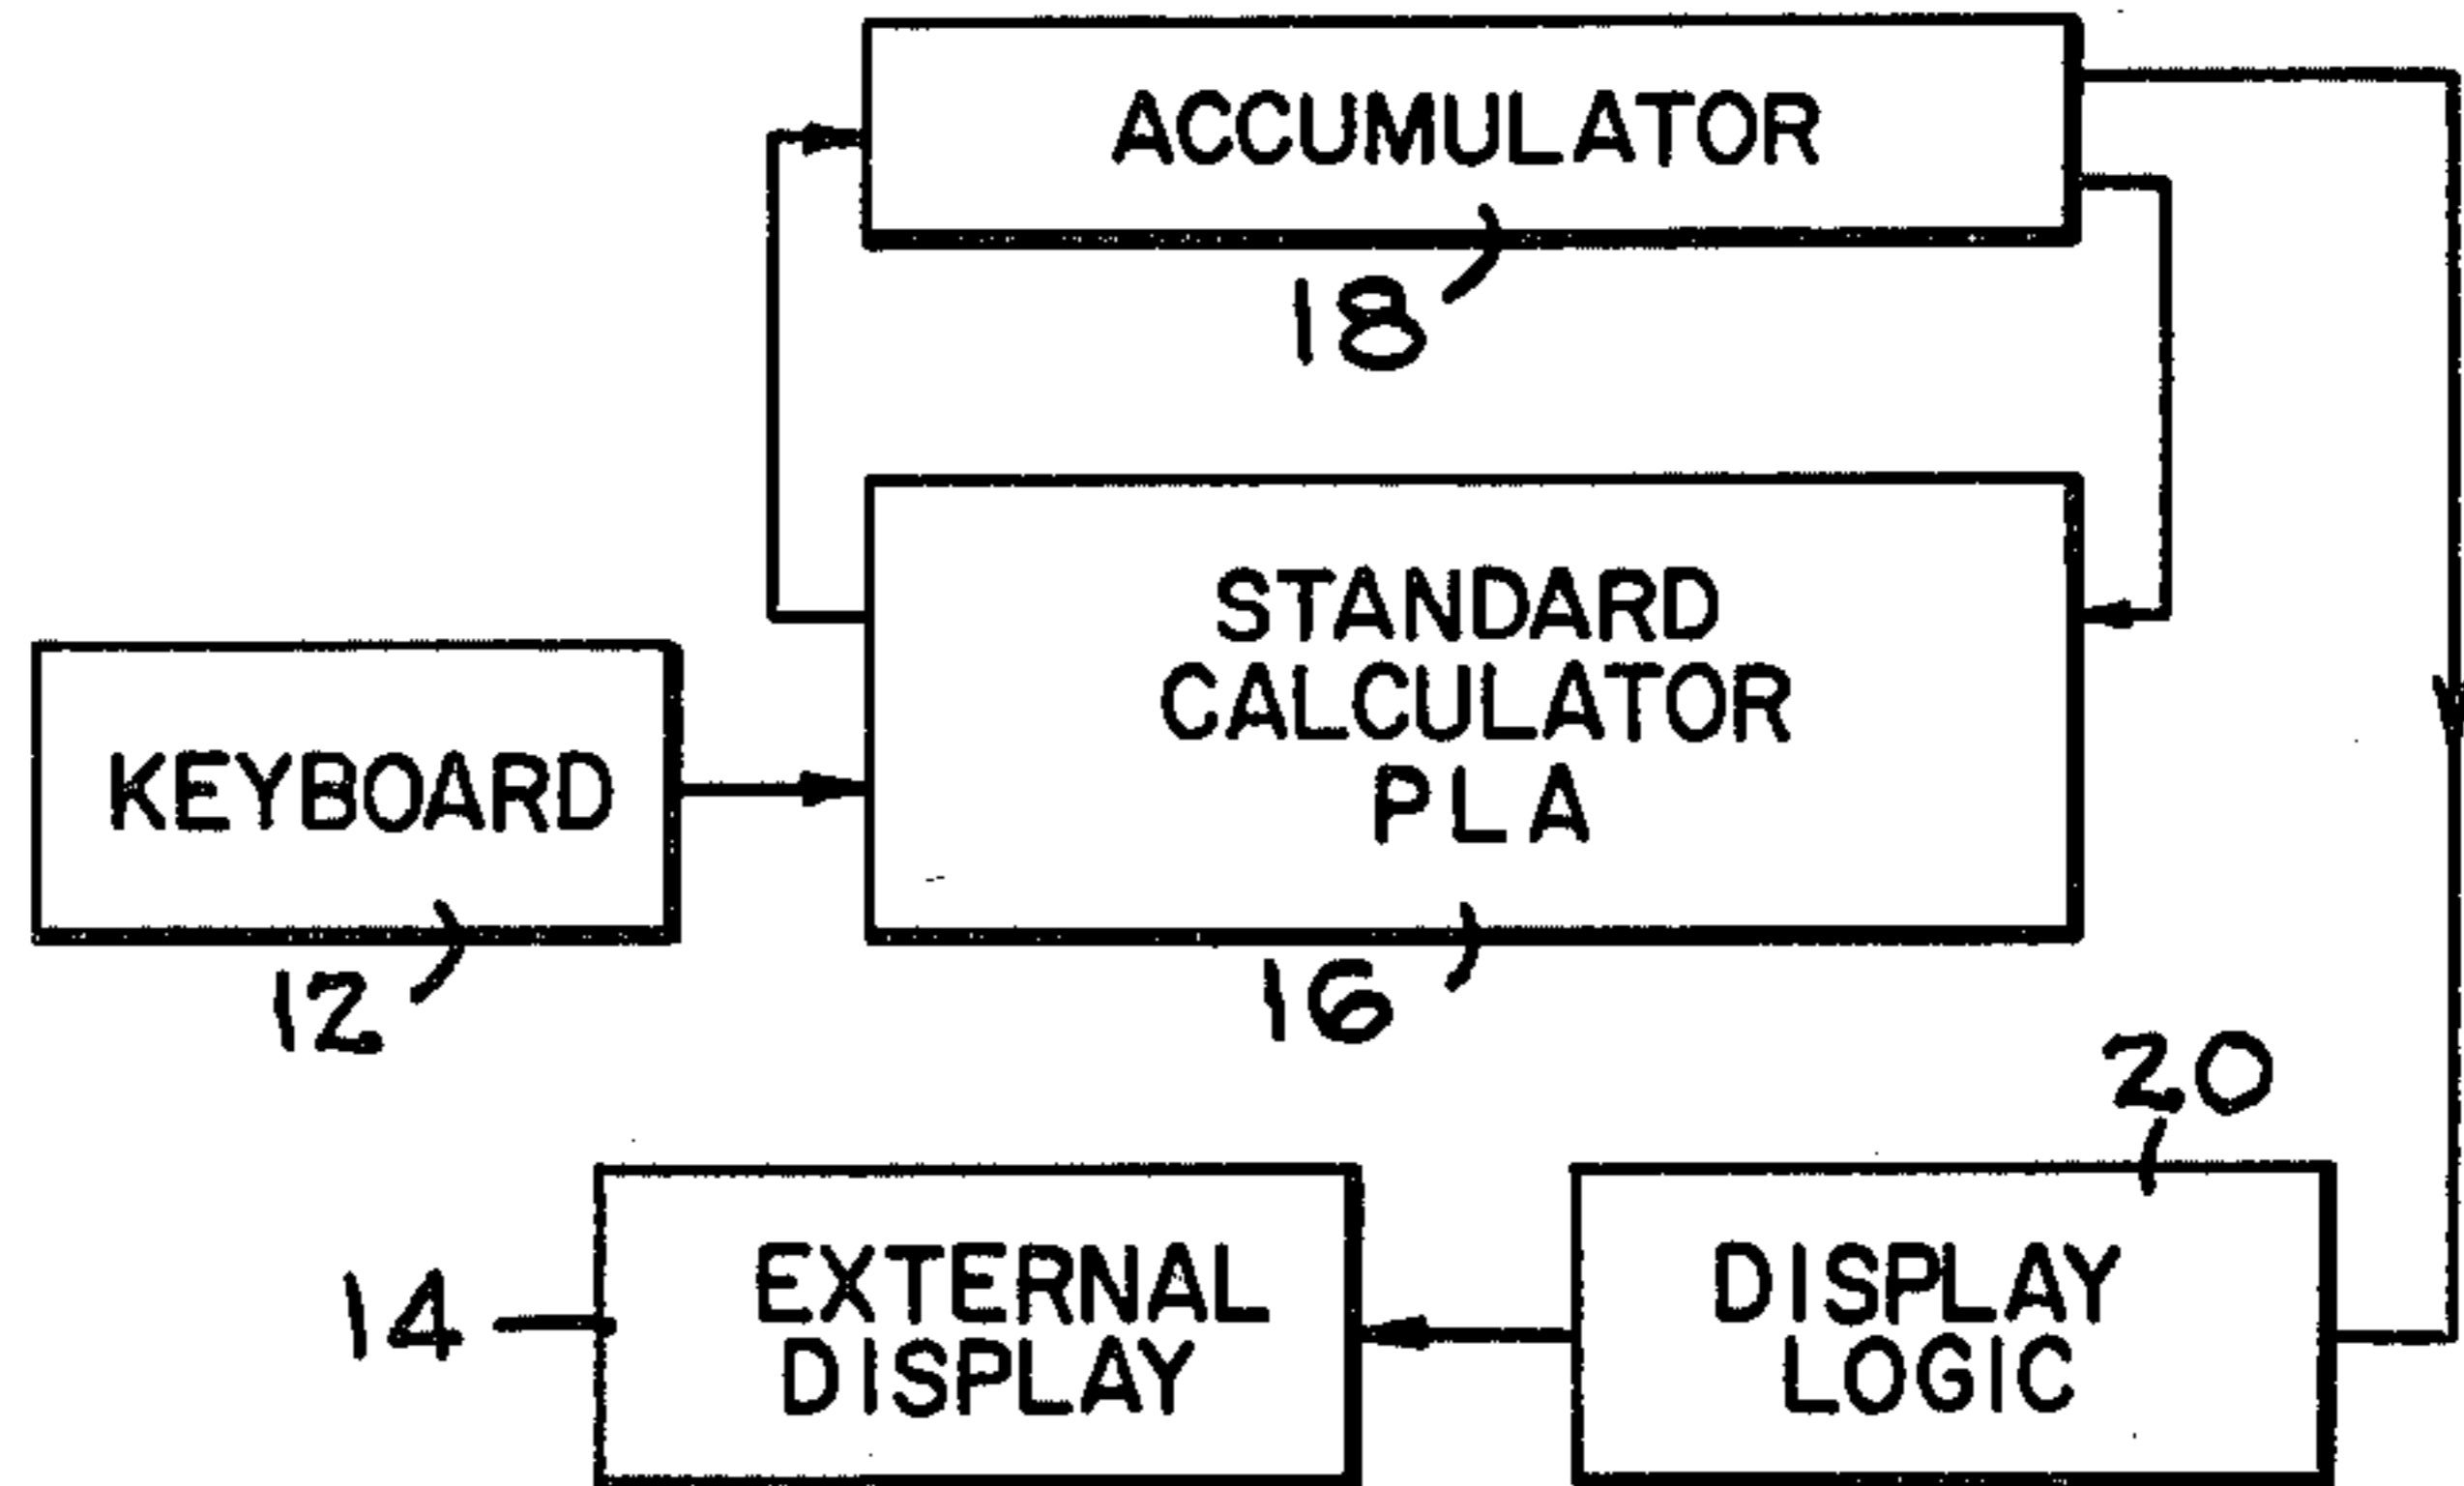 ACCUMULATOR
18
STANDARD
CALCULATOR
PLA
KEYBOARD
12
16
20
14
EXTERNAL
DISPLAY
DISPLAY
LOGIC